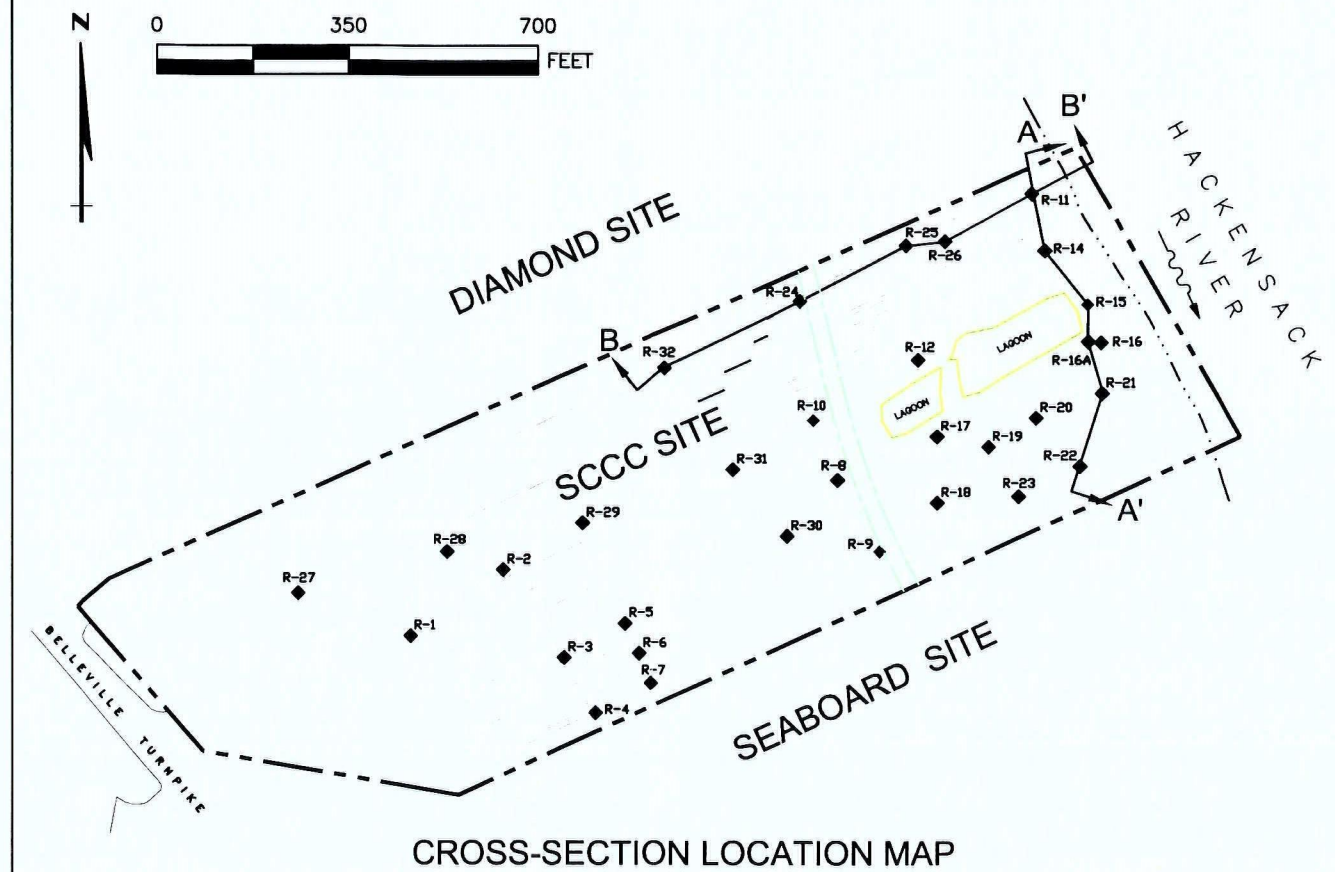 N
0 350 700
FEET
A B'
HACKENSACK
RIVER
DIAMOND SITE
R-11
R-25
R-26
R-14
R-24
R-15
LAGOON
B
R-32
R-12
R-16
R-16A
R-21
LAGOON
R-10
R-20
R-17
R-19
SCCC SITE
R-31
R-8
R-22
R-23
R-18
A'
R-29
R-30
R-28
R-2
R-9
R-27
R-1
R-5
R-3
R-6
R-7
R-4
BELLEVILLE TURNPIKE
SEABOARD SITE
CROSS-SECTION LOCATION MAP